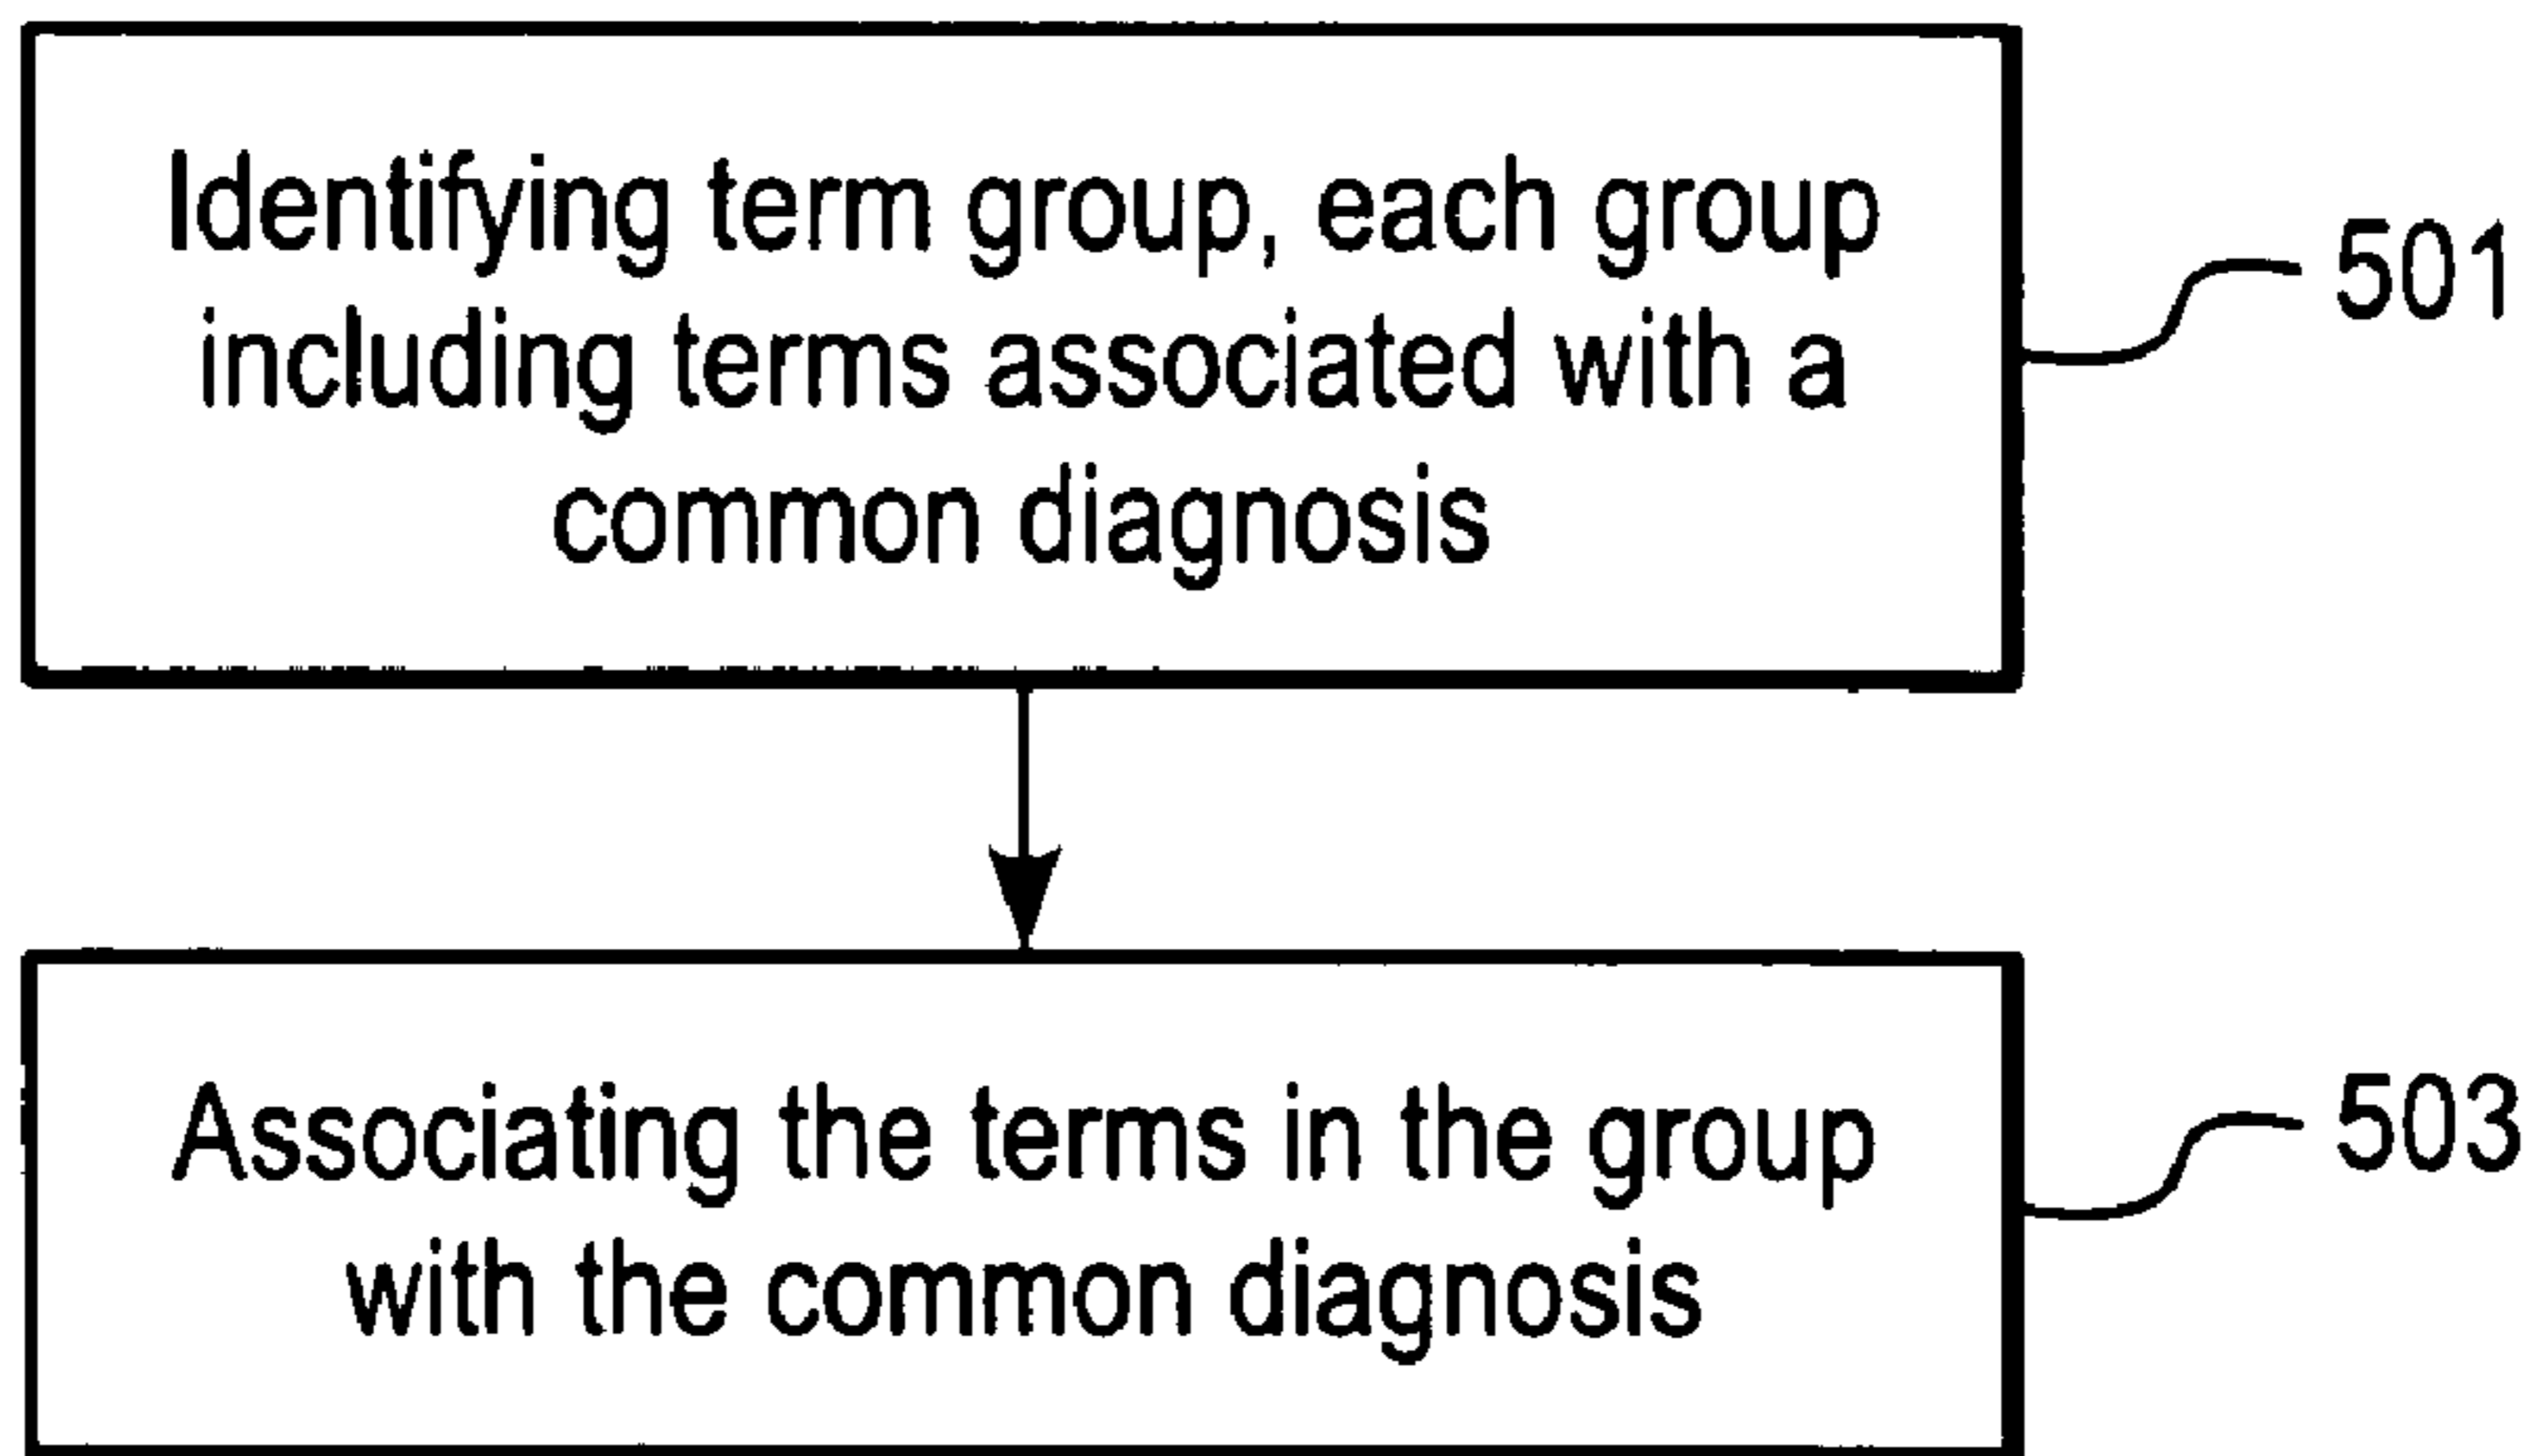 Identifying term group, each group
including terms associated with a
common diagnosis
501
Associating the terms in the group
with the common diagnosis
503